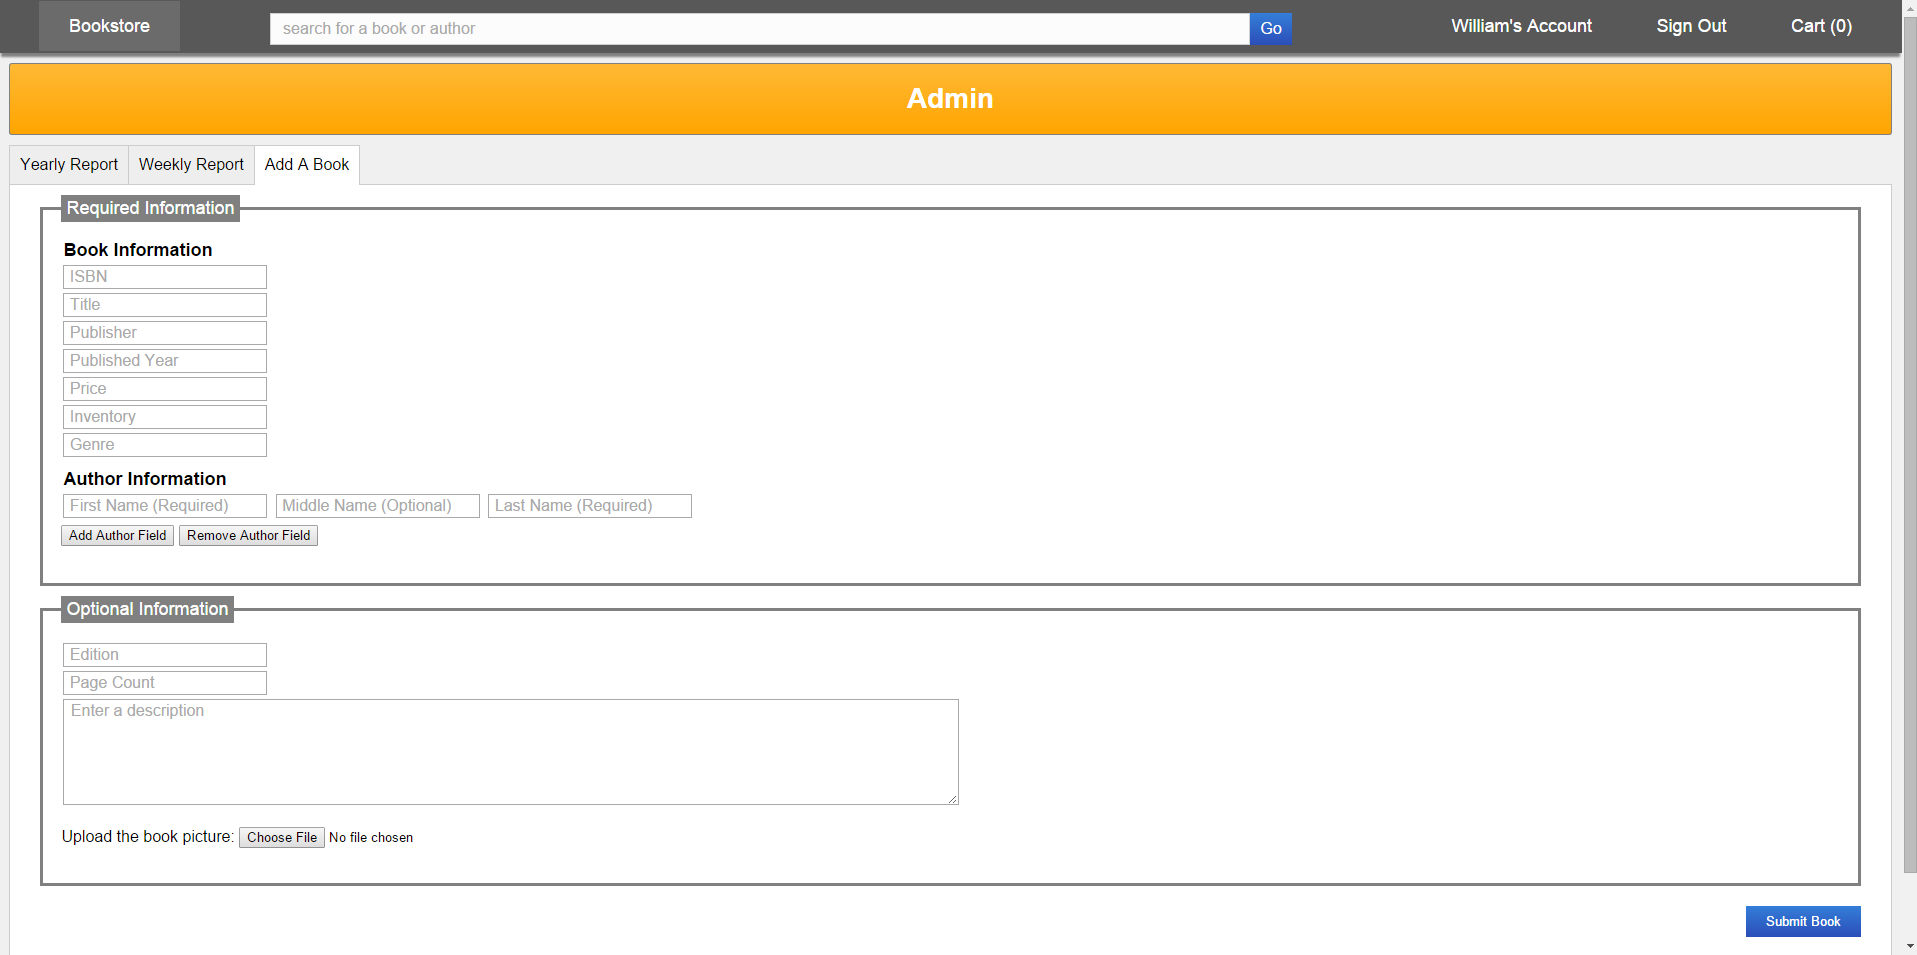 Bookstore search for a book or author Go William's Account Sign Out Cart (0)
Admin
Yearly Report Weekly Report Add A Book
Required Information
Book Information
ISBN
Title
Publisher
Published Year
Price
Inventory
Genre
Author Information
First Name (Required) Middle Name (Optional) Last Name (Required)
Add Author Field Remove Author Field
Optional Information
Edition
Page Count
Enter a description
Upload the book picture: Choose File No file chosen
Submit Book